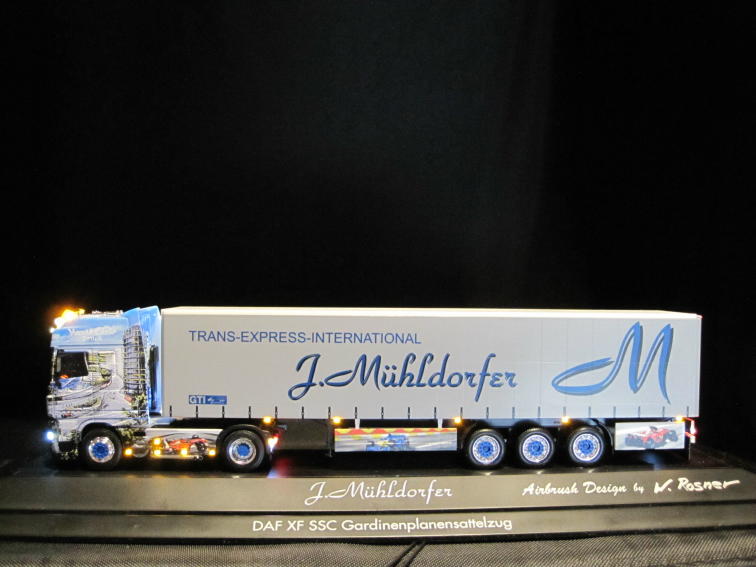 TRANS-EXPRESS-INTERNATIONAL
J.Mühldorfer
M
GTI
J.Mühldorfer
Airbrush Design by W. Rosner
DAF XF SSC Gardinenplanensattelzug